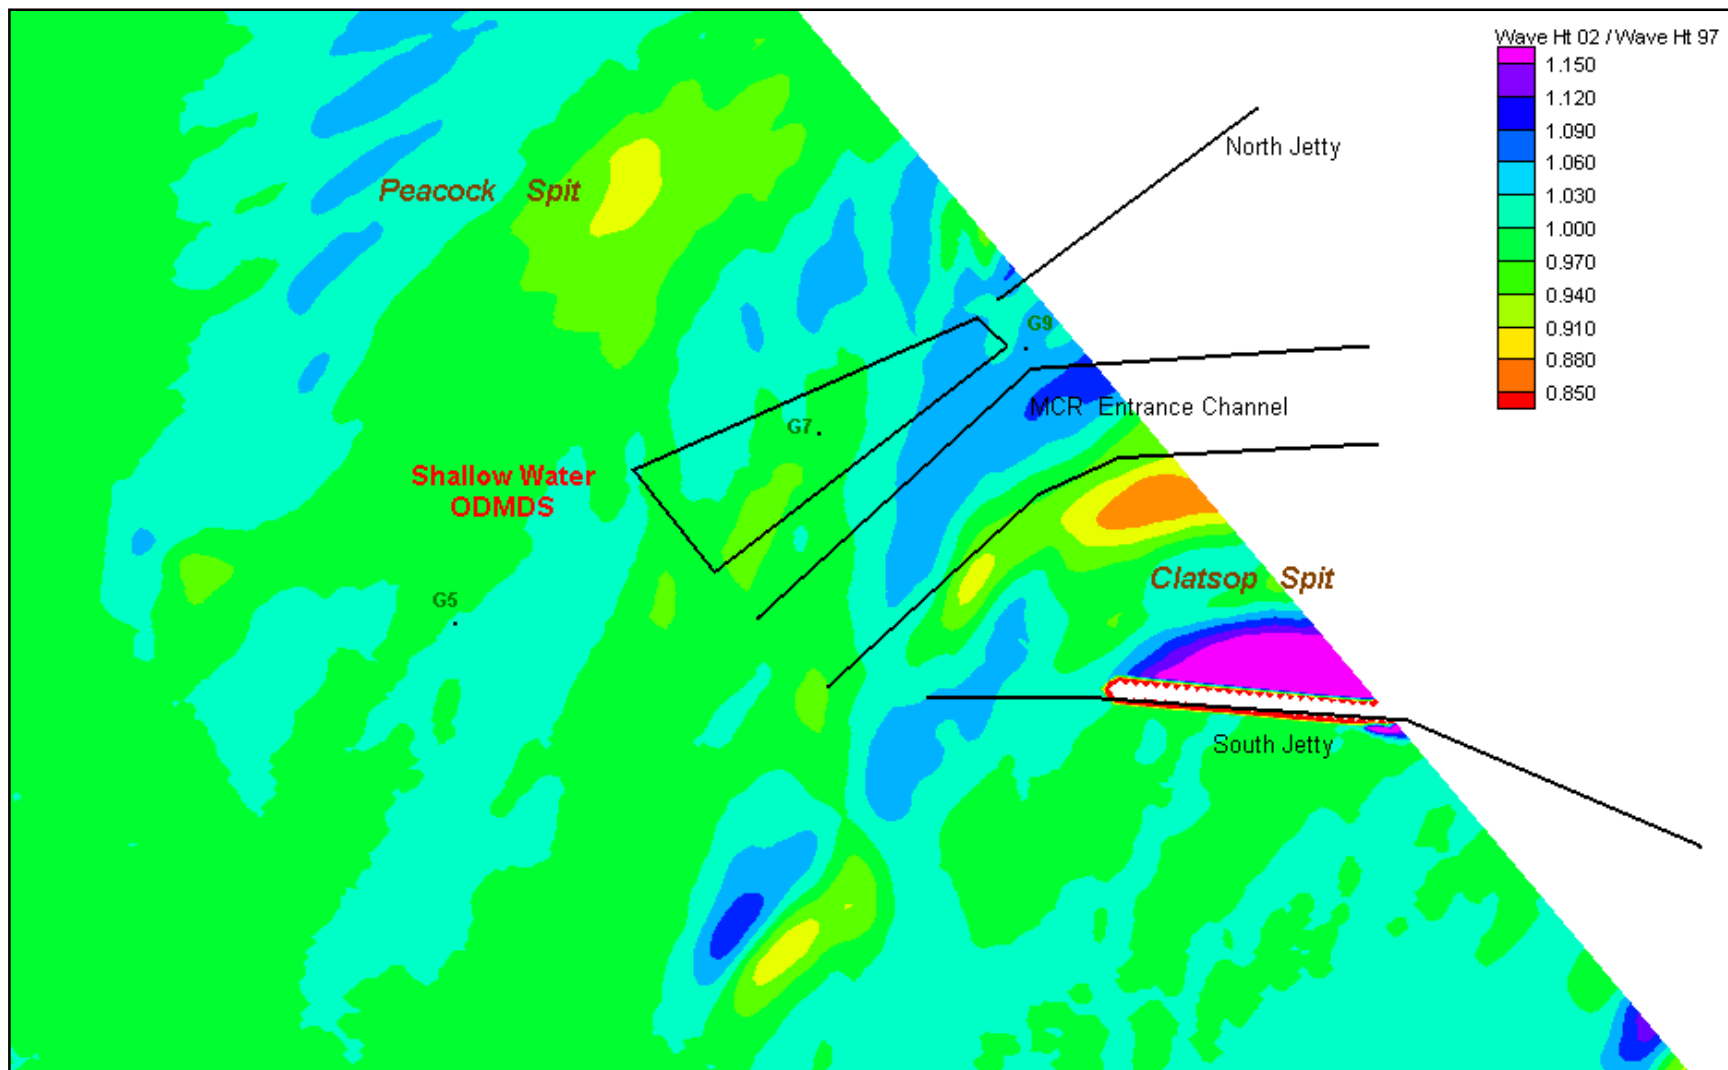 Wave Ht 02 / Wave Ht 97
1.150
1.120
1.090
1.060
1.030
1.000
0.970
0.940
0.910
0.880
0.850
North Jetty
Peacock Spit
G9
MCR Entrance Channel
G7
Shallow Water
ODMDS
Clatsop Spit
G5
South Jetty